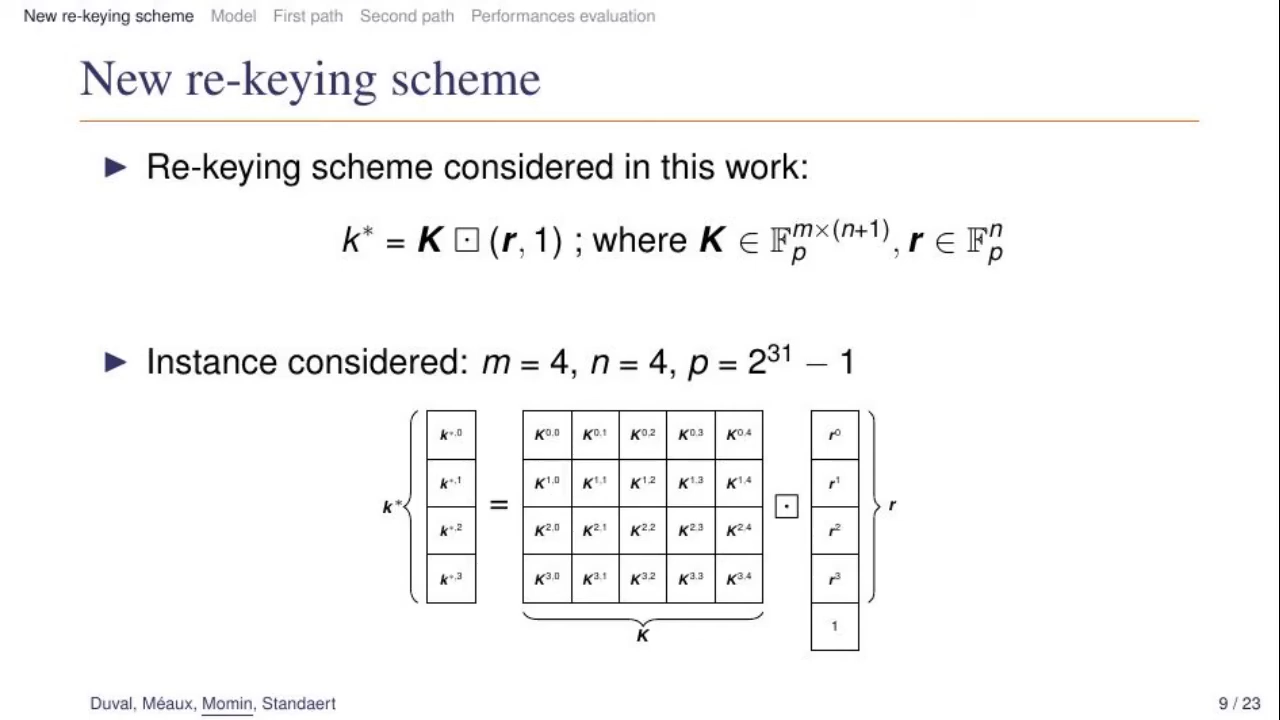 New re-keying scheme Model First path Second path Performances evaluation
New re-keying scheme
▶ Re-keying scheme considered in this work:
k* = K ⊡ (r, 1) ; where K ∈ 𝔽_p^{m×(n+1)}, r ∈ 𝔽_p^n
▶ Instance considered: m = 4, n = 4, p = 2^{31} − 1
k^{*,0} K^{0,0} K^{0,1} K^{0,2} K^{0,3} K^{0,4} r^0
k^{*,1} K^{1,0} K^{1,1} K^{1,2} K^{1,3} K^{1,4} r^1
k* = ⊡ r
k^{*,2} K^{2,0} K^{2,1} K^{2,2} K^{2,3} K^{2,4} r^2
k^{*,3} K^{3,0} K^{3,1} K^{3,2} K^{3,3} K^{3,4} r^3
K 1
Duval, Méaux, Momin, Standaert 9 / 23